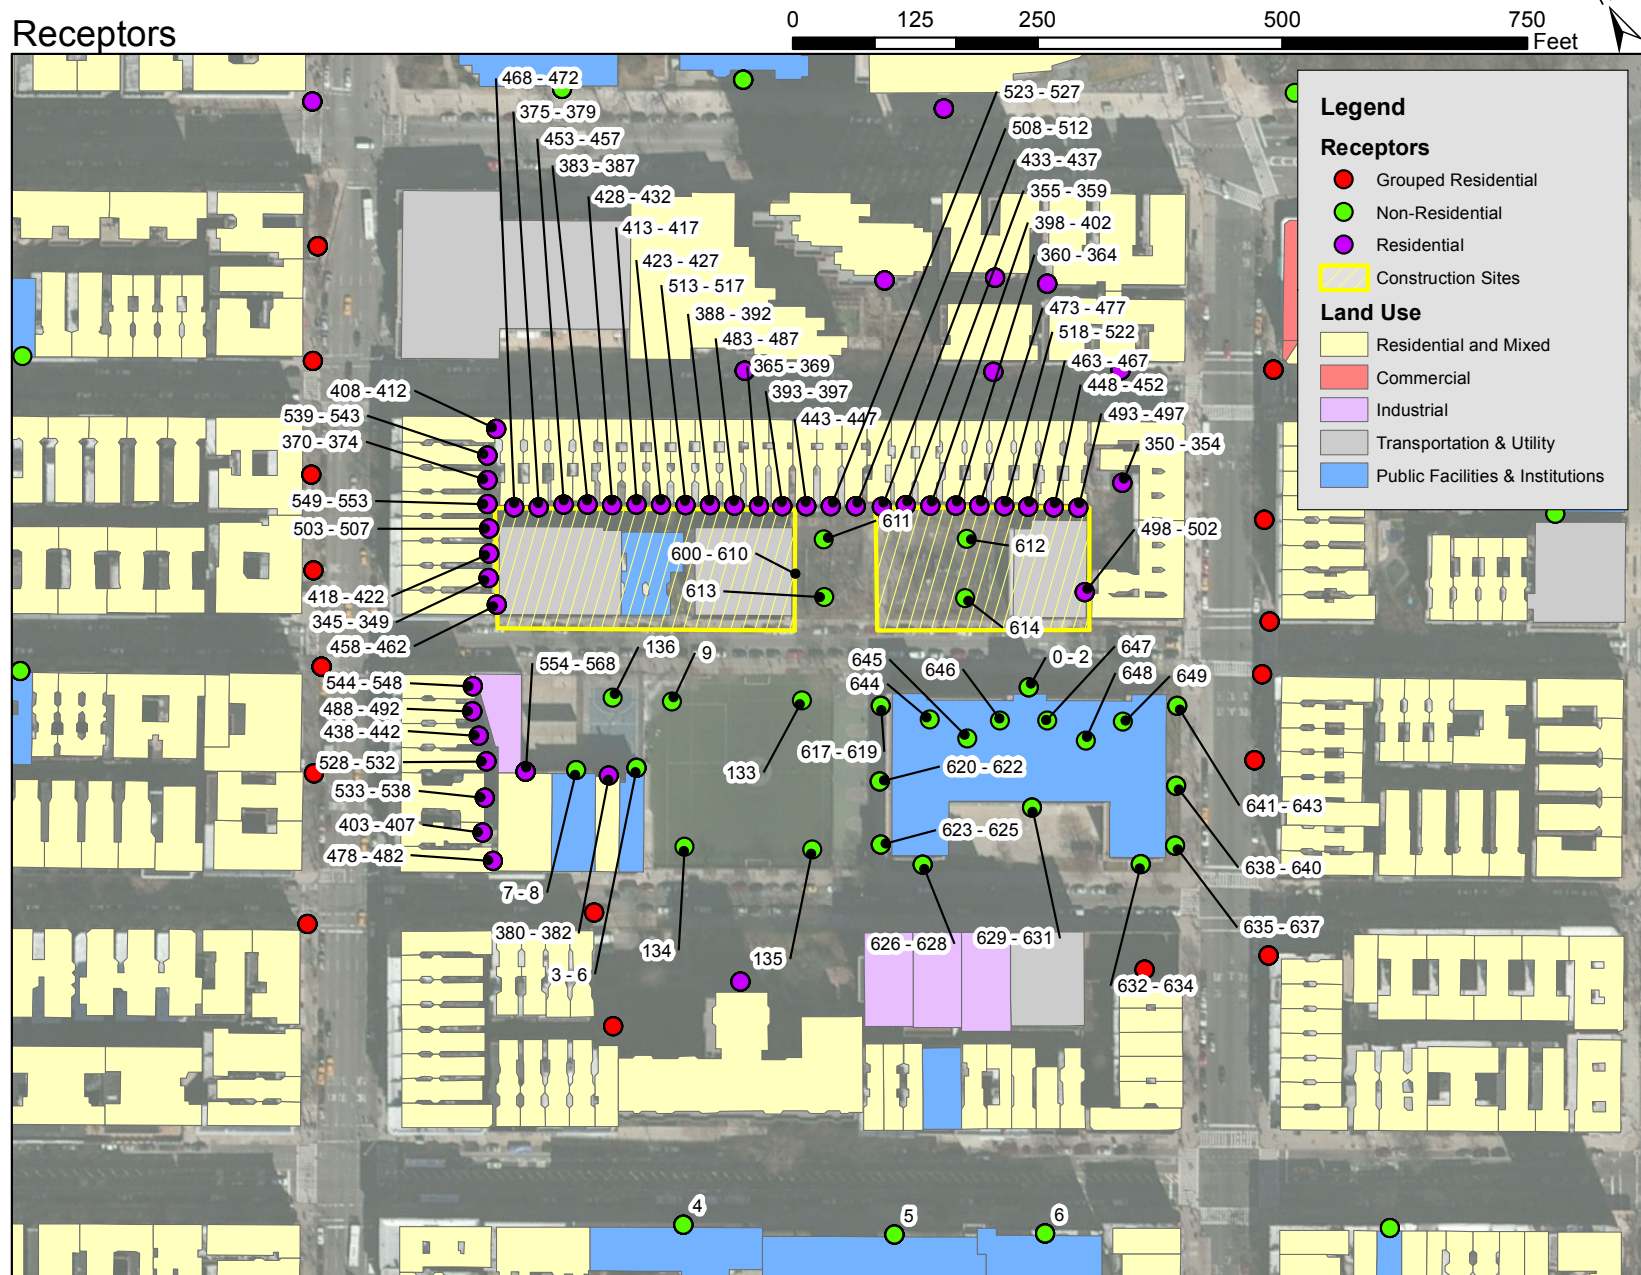 Receptors
0 125 250 500 750
Feet
Legend
Receptors
Grouped Residential
Non-Residential
Residential
Construction Sites
Land Use
Residential and Mixed
Commercial
Industrial
Transportation & Utility
Public Facilities & Institutions
468 - 472
375 - 379
453 - 457
383 - 387
428 - 432
413 - 417
423 - 427
513 - 517
388 - 392
483 - 487
365 - 369
393 - 397
443 - 447
523 - 527
508 - 512
433 - 437
355 - 359
398 - 402
360 - 364
473 - 477
518 - 522
463 - 467
448 - 452
493 - 497
350 - 354
498 - 502
408 - 412
539 - 543
370 - 374
549 - 553
503 - 507
418 - 422
345 - 349
458 - 462
611
612
600 - 610
613
614
544 - 548
488 - 492
438 - 442
528 - 532
533 - 538
403 - 407
478 - 482
554 - 568
136
9
133
645
644
646
0 - 2
647
648
649
617 - 619
620 - 622
623 - 625
641 - 643
638 - 640
635 - 637
7 - 8
380 - 382
3 - 6
134
135
626 - 628
629 - 631
632 - 634
4
5
6